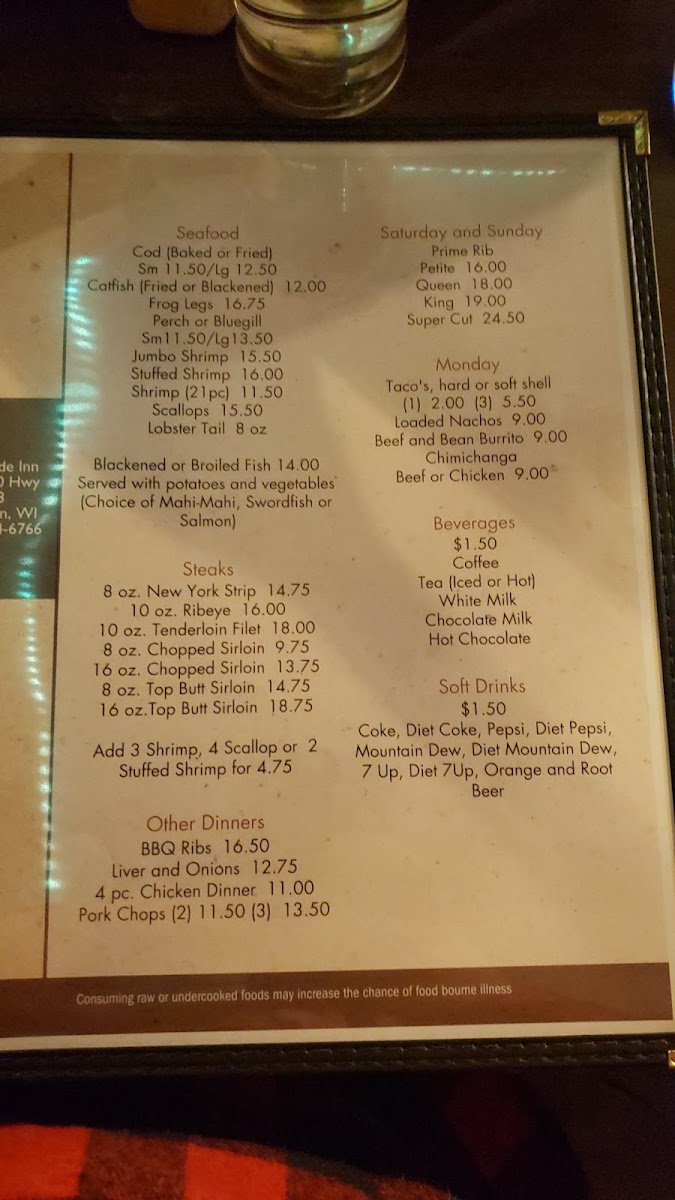 de Inn
Hwy
n, WI
-6766
Seafood
Cod (Baked or Fried)
Sm 11.50/Lg 12.50
Catfish (Fried or Blackened) 12.00
Frog Legs 16.75
Perch or Bluegill
Sm11.50/Lg13.50
Jumbo Shrimp 15.50
Stuffed Shrimp 16.00
Shrimp (21pc) 11.50
Scallops 15.50
Lobster Tail 8 oz
Blackened or Broiled Fish 14.00
Served with potatoes and vegetables
(Choice of Mahi-Mahi, Swordfish or
Salmon)
Steaks
8 oz. New York Strip 14.75
10 oz. Ribeye 16.00
10 oz. Tenderloin Filet 18.00
8 oz. Chopped Sirloin 9.75
16 oz. Chopped Sirloin 13.75
8 oz. Top Butt Sirloin 14.75
16 oz.Top Butt Sirloin 18.75
Add 3 Shrimp, 4 Scallop or 2
Stuffed Shrimp for 4.75
Other Dinners
BBQ Ribs 16.50
Liver and Onions 12.75
4 pc. Chicken Dinner 11.00
Pork Chops (2) 11.50 (3) 13.50
Saturday and Sunday
Prime Rib
Petite 16.00
Queen 18.00
King 19.00
Super Cut 24.50
Monday
Taco's, hard or soft shell
(1) 2.00 (3) 5.50
Loaded Nachos 9.00
Beef and Bean Burrito 9.00
Chimichanga
Beef or Chicken 9.00
Beverages
$1.50
Coffee
Tea (Iced or Hot)
White Milk
Chocolate Milk
Hot Chocolate
Soft Drinks
$1.50
Coke, Diet Coke, Pepsi, Diet Pepsi,
Mountain Dew, Diet Mountain Dew,
7 Up, Diet 7Up, Orange and Root
Beer
Consuming raw or undercooked foods may increase the chance of food bourne illness